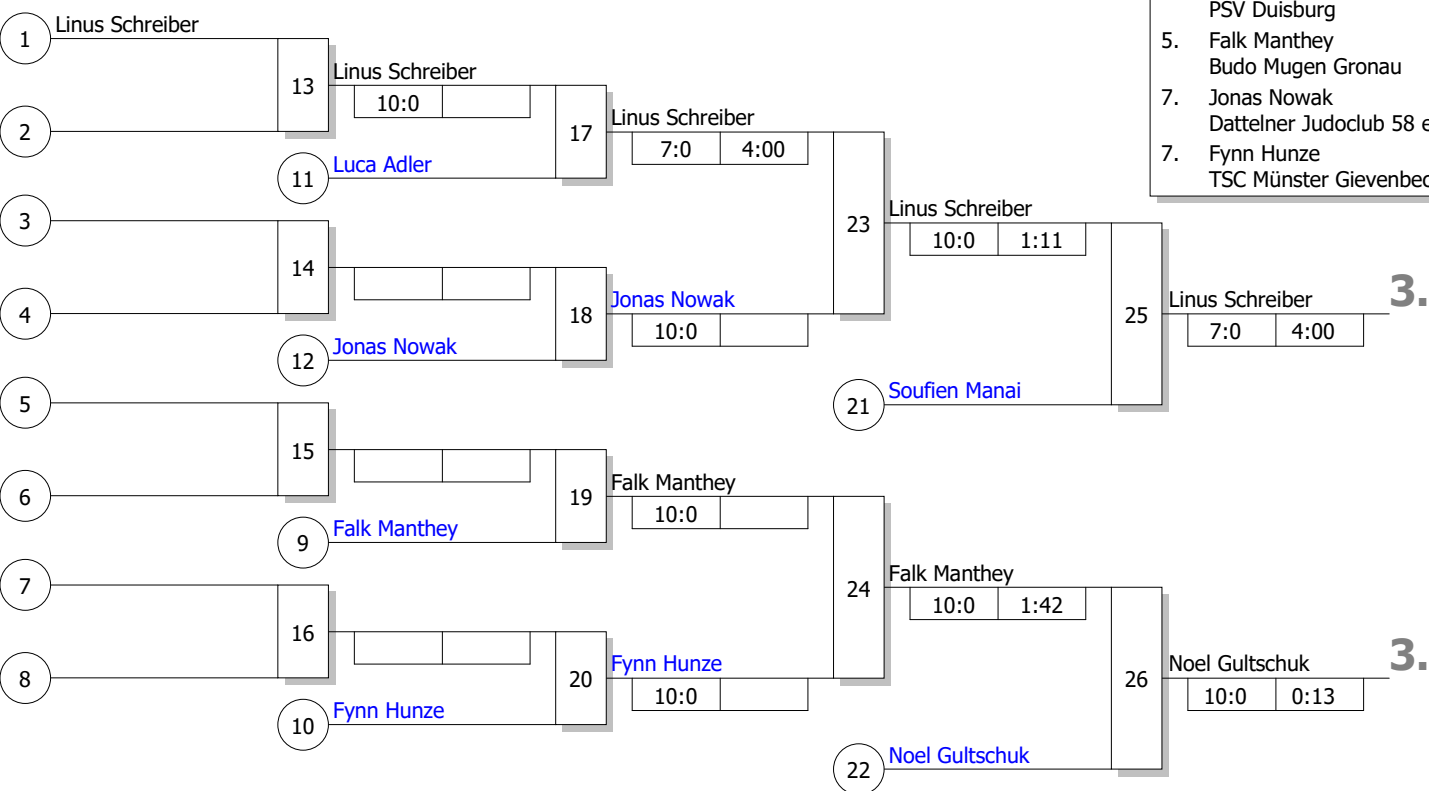 PSV Duisburg
5. Falk Manthey
Budo Mugen Gronau
7. Jonas Nowak
Dattelner Judoclub 58 e
7. Fynn Hunze
TSC Münster Gievenbec
1 Linus Schreiber
13 Linus Schreiber
10:0
2
17 Linus Schreiber
7:0 4:00
11 Luca Adler
3
23 Linus Schreiber
10:0 1:11
14
4
18 Jonas Nowak
10:0
12 Jonas Nowak
25 Linus Schreiber 3.
7:0 4:00
21 Soufien Manai
5
15
6
19 Falk Manthey
10:0
9 Falk Manthey
7
24 Falk Manthey
10:0 1:42
16
8
20 Fynn Hunze
10:0
10 Fynn Hunze
26 Noel Gultschuk 3.
10:0 0:13
22 Noel Gultschuk